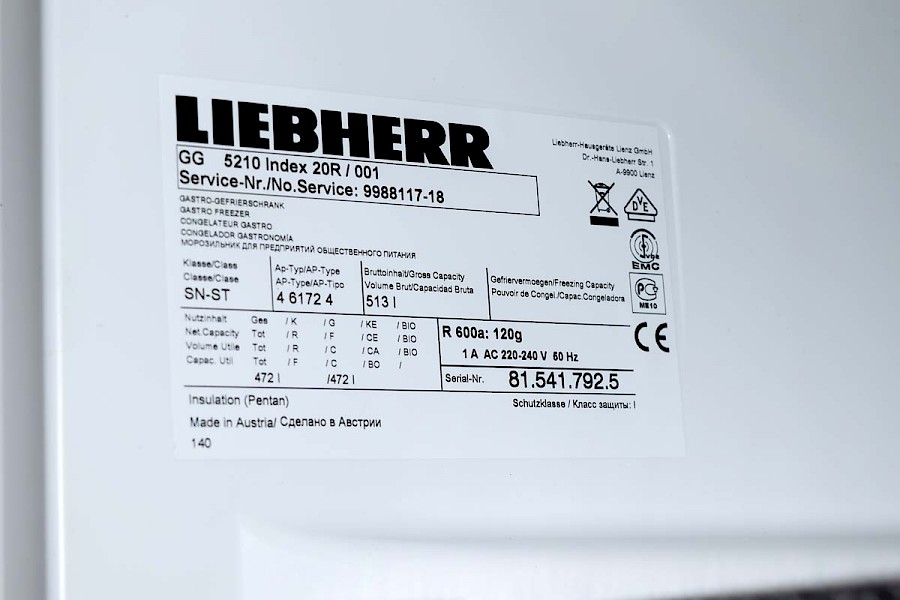 LIEBHERR
Liebherr-Hausgeräte Lienz GmbH
Dr.-Hans-Liebherr Str. 1
A-9900 Lienz
GG 5210 Index 20R / 001
Service-Nr./No.Service: 9988117-18
GASTRO-GEFRIERSCHRANK
GASTRO FREEZER
CONGELATEUR GASTRO
CONGELADOR GASTRONOMÍA
МОРОЗИЛЬНИК ДЛЯ ПРЕДПРИЯТИЙ ОБЩЕСТВЕННОГО ПИТАНИЯ
DVE
EMC
PC
ME10
CE
Klasse/Class
Classe/Clase
SN-ST
Ap-Typ/AP-Type
AP-Type/AP-Tipo
4 6172 4
Bruttoinhalt/Gross Capacity
Volume Brut/Capacidad Bruta
513 l
Gefriervermoegen/Freezing Capacity
Pouvoir de Congel./Capac.Congeladora
Nutzinhalt Ges / K / G / KE / BIO
Net.Capacity Tot / R / F / CE / BIO
Volume Utile Tot / R / C / CA / BIO
Capac. Util Tot / F / C / BO /
472 l /472 l
R 600a: 120g
1 A AC 220-240 V 50 Hz
Serial-Nr. 81.541.792.5
Insulation (Pentan)
Schutzklasse / Класс защиты: I
Made in Austria/ Сделано в Австрии
140